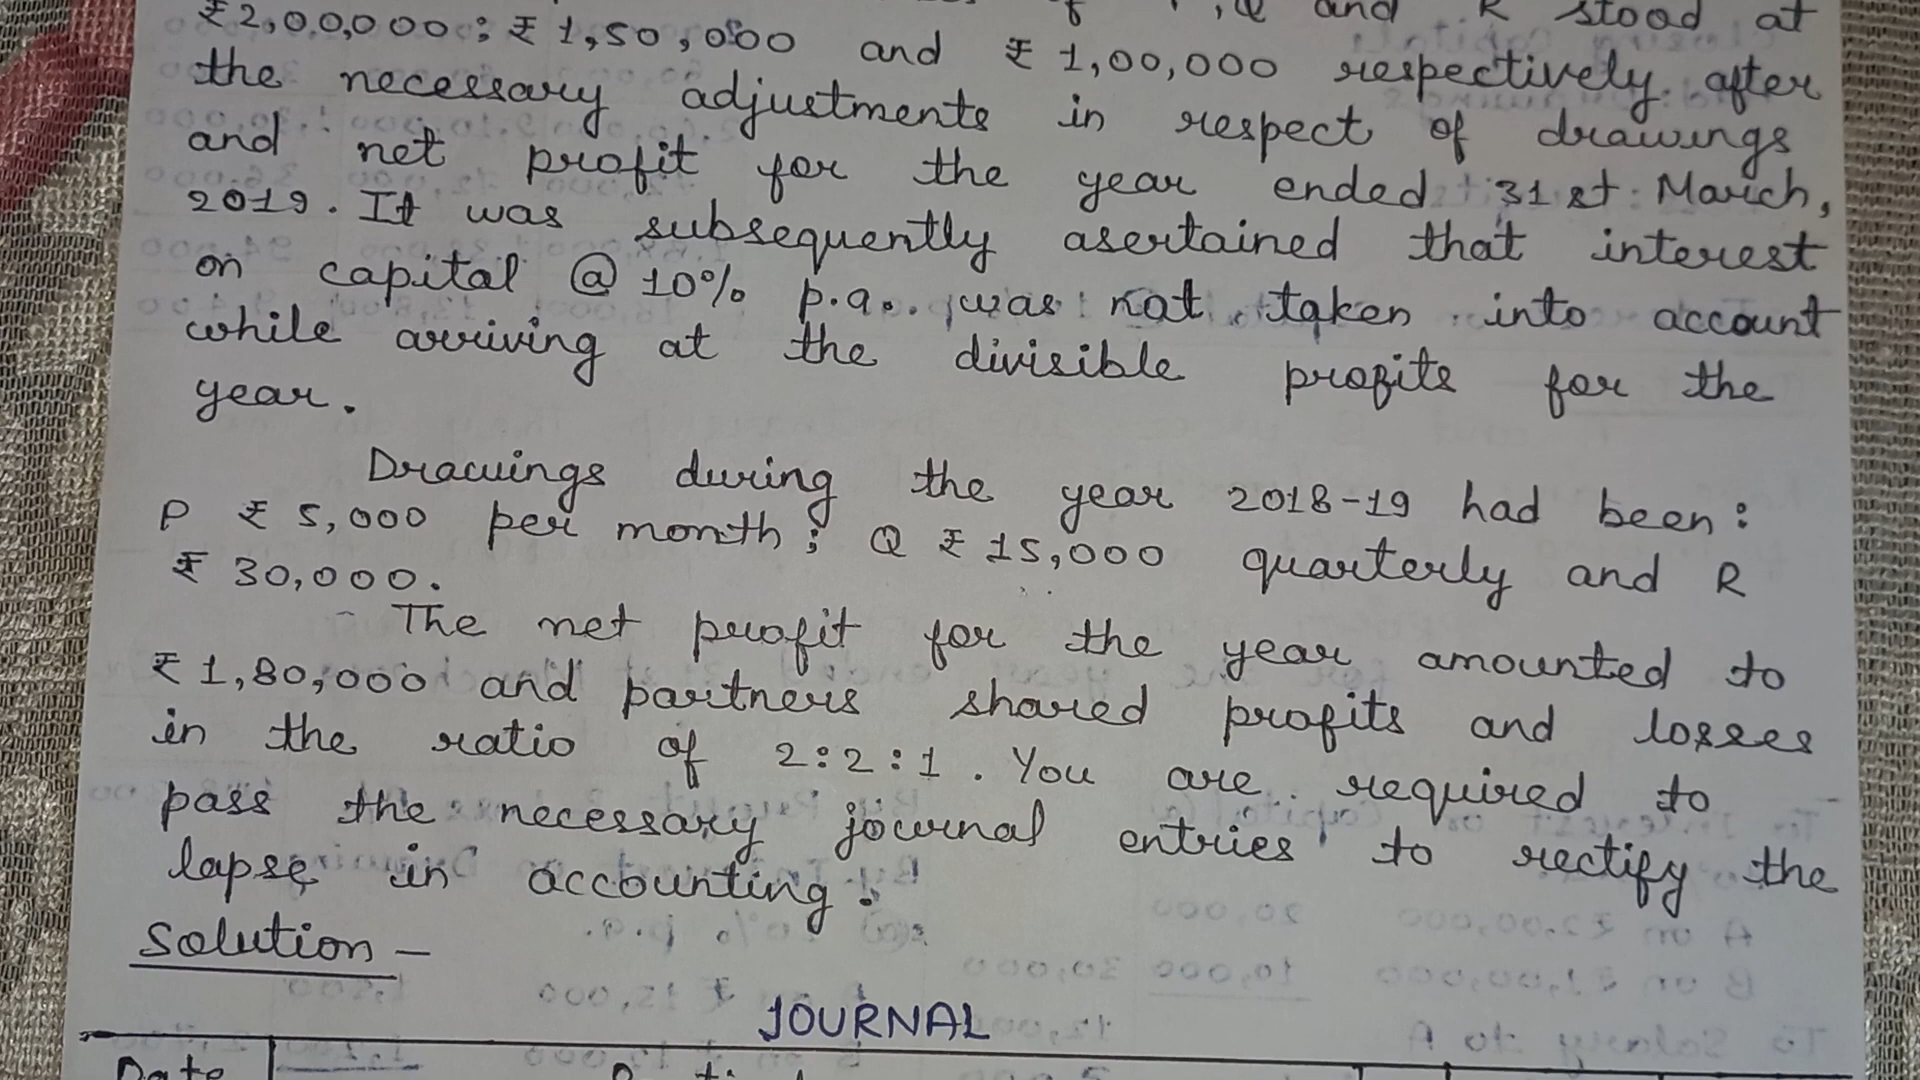 of , Q and R stood at
₹2,00,000; ₹1,50,000 and ₹1,00,000 respectively after
the necessary adjustments in respect of drawings
and net profit for the year ended 31st March,
2019. It was subsequently asertained that interest
on capital @ 10% p.a. was not taken into account
while arriving at the divisible profits for the
year.
Drawings during the year 2018-19 had been:
P ₹5,000 per month; Q ₹15,000 quarterly and R
₹30,000.
The net profit for the year amounted to
₹1,80,000 and partners shared profits and losses
in the ratio of 2:2:1. You are required to
pass the necessary journal entries to rectify the
lapse in accounting.
Solution -
JOURNAL
Date